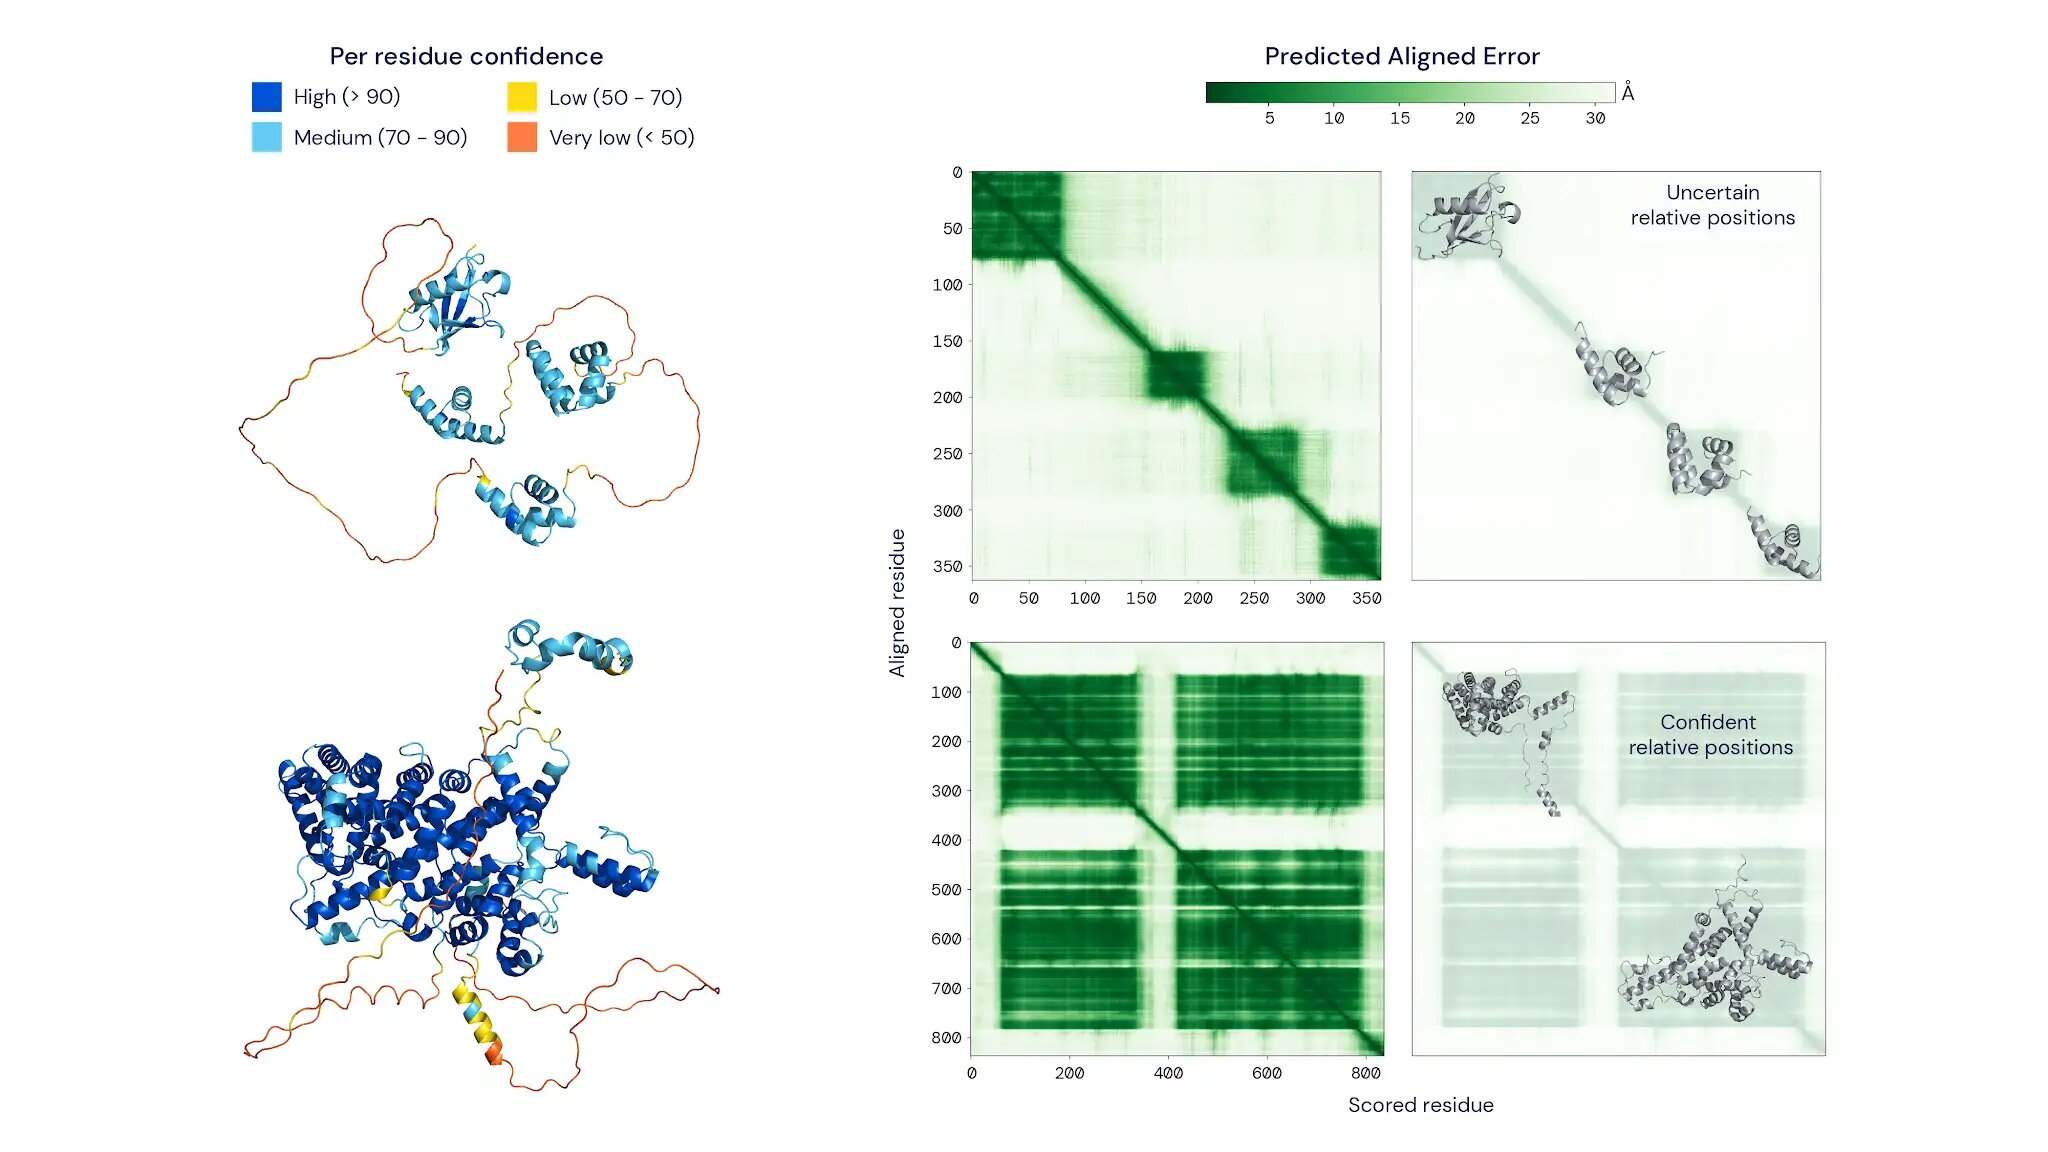 Per residue confidence
High (> 90)
Low (50 - 70)
Medium (70 - 90)
Very low (< 50)
Predicted Aligned Error
Å
5 10 15 20 25 30
Aligned residue
0
50
100
150
200
250
300
350
0 50 100 150 200 250 300 350
Uncertain
relative positions
0
100
200
300
400
500
600
700
800
0 200 400 600 800
Confident
relative positions
Scored residue